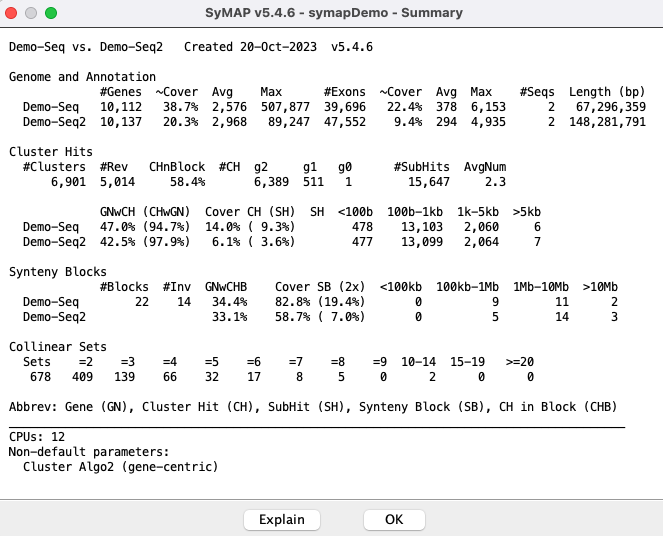 SyMAP v5.4.6 - symapDemo - Summary
Demo-Seq vs. Demo-Seq2   Created 20-Oct-2023  v5.4.6
Genome and Annotation
             #Genes  ~Cover  Avg    Max      #Exons  ~Cover  Avg  Max    #Seqs  Length (bp)
  Demo-Seq   10,112  38.7%  2,576  507,877  39,696  22.4%  378  6,153      2   67,296,359
  Demo-Seq2  10,137  20.3%  2,968   89,247  47,552   9.4%  294  4,935      2  148,281,791
Cluster Hits
  #Clusters  #Rev   CHnBlock  #CH  g2     g1   g0      #SubHits  AvgNum
      6,901  5,014     58.4%       6,389  511   1        15,647     2.3
             GNwCH (CHwGN)  Cover CH (SH)  SH  <100b  100b-1kb  1k-5kb  >5kb
  Demo-Seq   47.0% (94.7%)  14.0% ( 9.3%)        478    13,103   2,060     6
  Demo-Seq2  42.5% (97.9%)   6.1% ( 3.6%)        477    13,099   2,064     7
Synteny Blocks
             #Blocks  #Inv  GNwCHB    Cover SB (2x)  <100kb  100kb-1Mb  1Mb-10Mb  >10Mb
  Demo-Seq        22    14   34.4%    82.8% (19.4%)       0          9        11      2
  Demo-Seq2                  33.1%    58.7% ( 7.0%)       0          5        14      3
Collinear Sets
  Sets   =2   =3   =4   =5   =6   =7   =8   =9  10-14  15-19  >=20
   678  409  139   66   32   17    8    5    0      2      0     0
Abbrev: Gene (GN), Cluster Hit (CH), SubHit (SH), Synteny Block (SB), CH in Block (CHB)
CPUs: 12
Non-default parameters:
  Cluster Algo2 (gene-centric)
Explain   OK